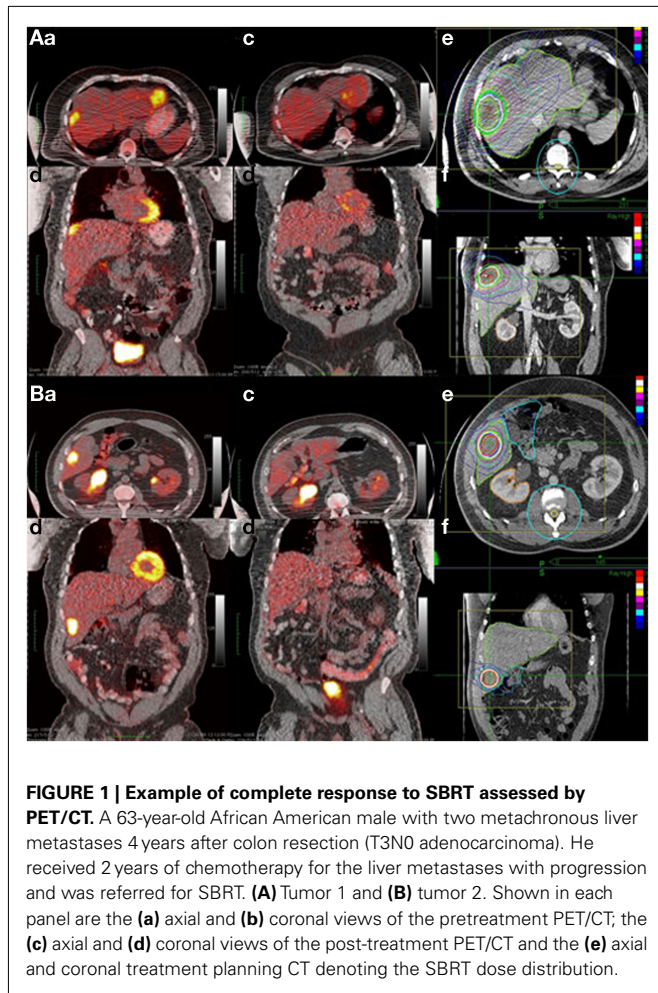 Aa
c
e
d
d
f
P
S
Ba
c
e
d
d
f
P
S
FIGURE 1 | Example of complete response to SBRT assessed by
PET/CT. A 63-year-old African American male with two metachronous liver
metastases 4 years after colon resection (T3N0 adenocarcinoma). He
received 2 years of chemotherapy for the liver metastases with progression
and was referred for SBRT. (A) Tumor 1 and (B) tumor 2. Shown in each
panel are the (a) axial and (b) coronal views of the pretreatment PET/CT; the
(c) axial and (d) coronal views of the post-treatment PET/CT and the (e) axial
and coronal treatment planning CT denoting the SBRT dose distribution.